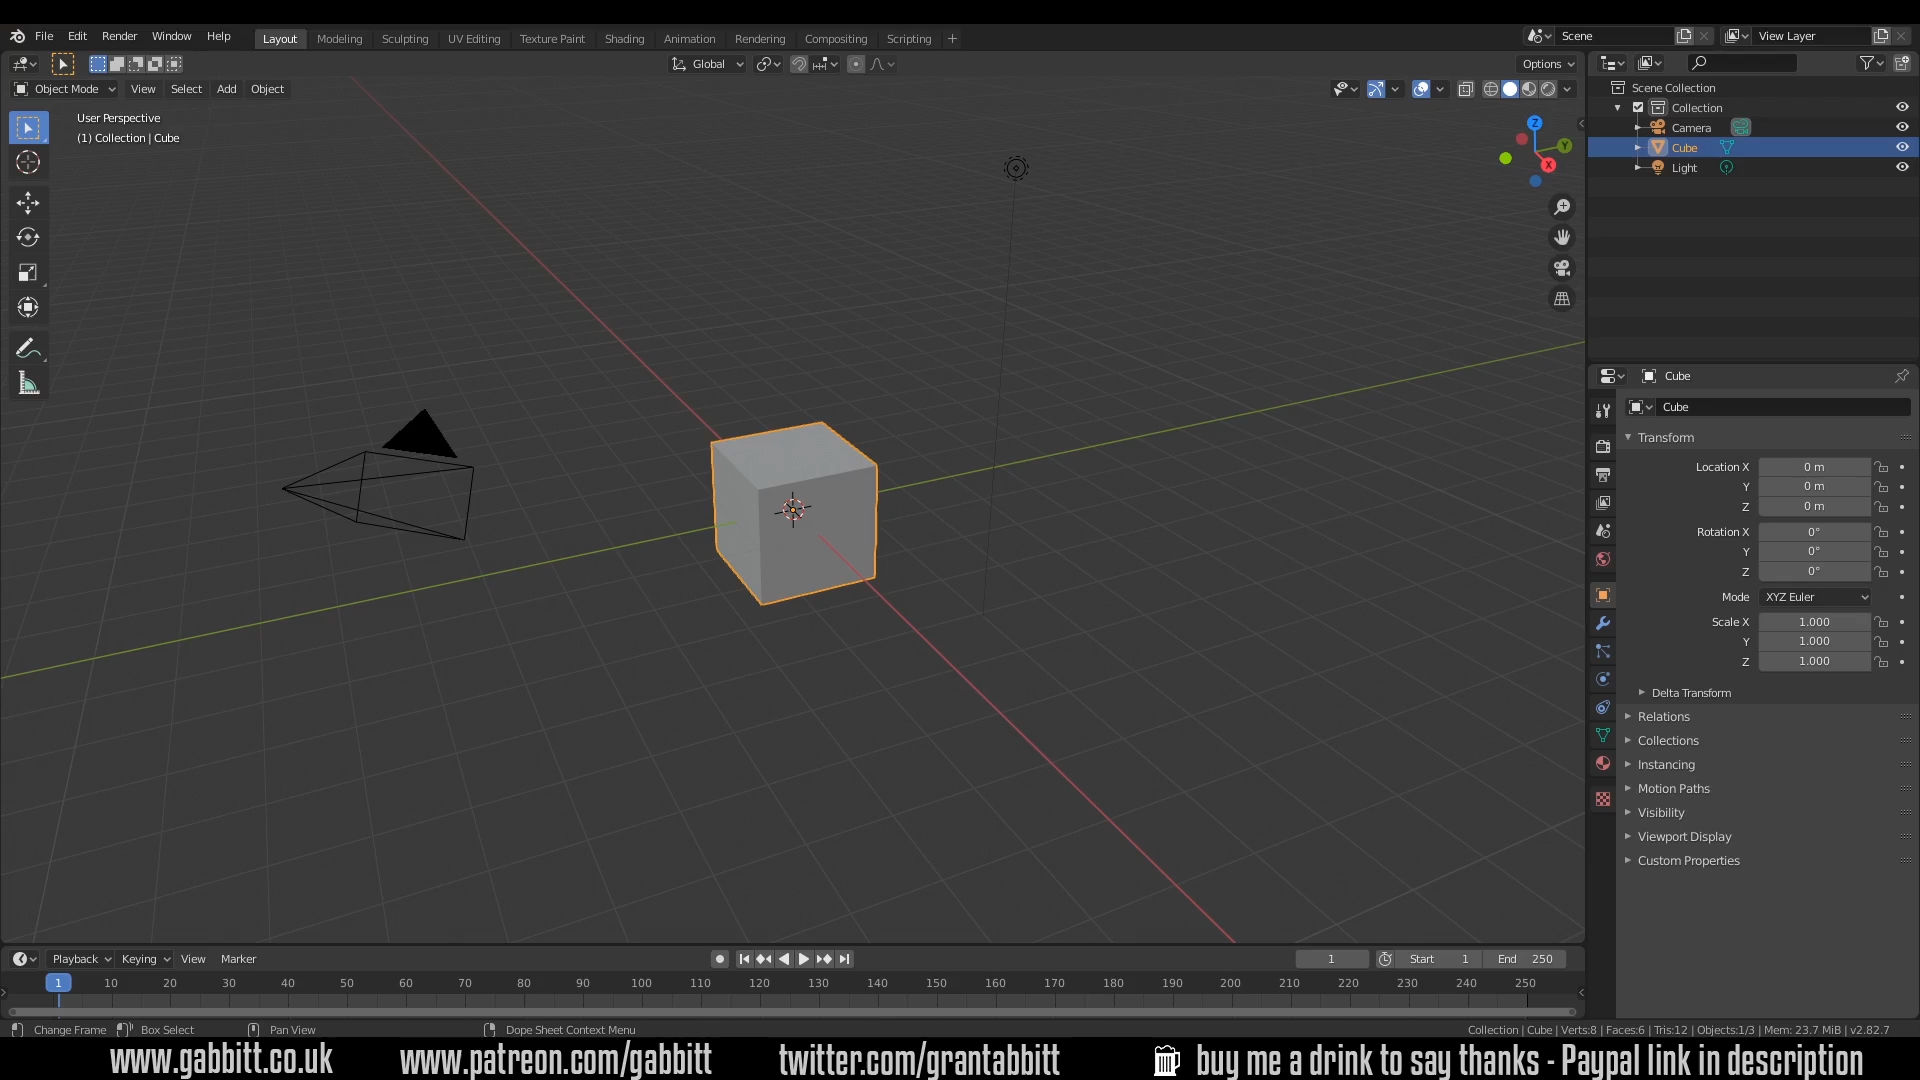 File Edit Render Window Help Layout Modeling Sculpting UV Editing Texture Paint Shading Animation Rendering Compositing Scripting + Scene View Layer
Global Options
Object Mode View Select Add Object
User Perspective
(1) Collection | Cube
Z
Y
X
Scene Collection
Collection
Camera
Cube
Light
Cube
Cube
Transform
Location X 0 m
Y 0 m
Z 0 m
Rotation X 0°
Y 0°
Z 0°
Mode XYZ Euler
Scale X 1.000
Y 1.000
Z 1.000
Delta Transform
Relations
Collections
Instancing
Motion Paths
Visibility
Viewport Display
Custom Properties
Playback Keying View Marker 1 Start 1 End 250
1 10 20 30 40 50 60 70 80 90 100 110 120 130 140 150 160 170 180 190 200 210 220 230 240 250
Change Frame Box Select Pan View Dope Sheet Context Menu Collection | Cube | Verts:8 | Faces:6 | Tris:12 | Objects:1/3 | Mem: 23.7 MiB | v2.82.7
www.gabbitt.co.uk www.patreon.com/gabbitt twitter.com/grantabbitt buy me a drink to say thanks - Paypal link in description